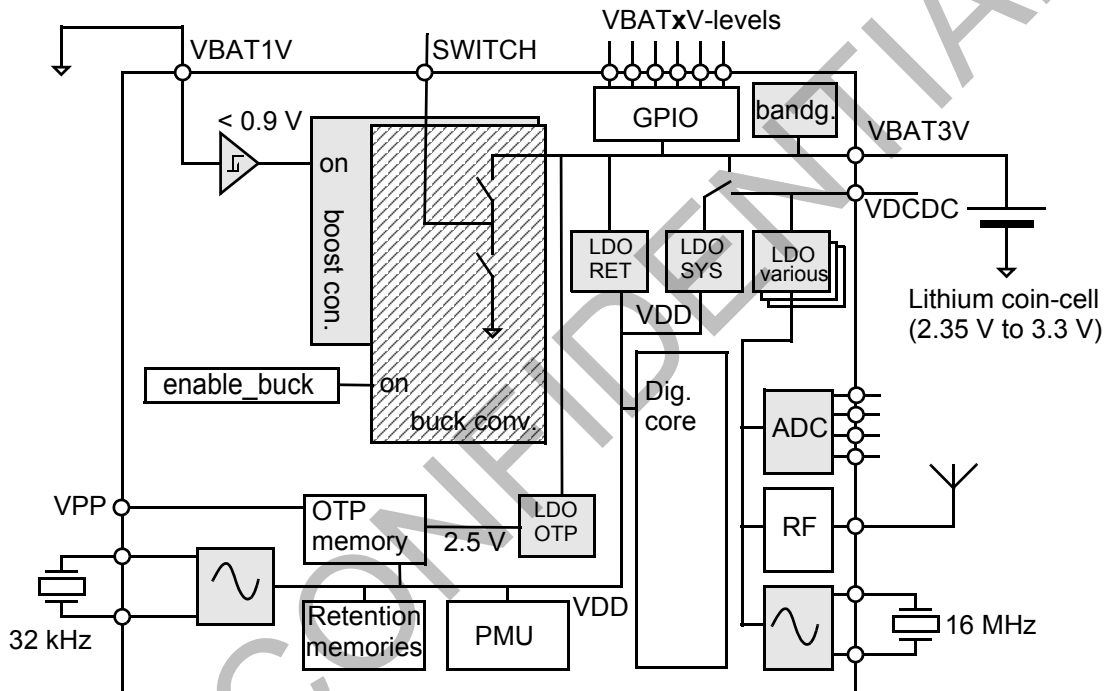 VBATxV-levels
VBAT1V
SWITCH
< 0.9 V
GPIO
bandg.
VBAT3V
on
boost con.
VDCDC
LDO
RET
LDO
SYS
LDO
various
VDD
Lithium coin-cell
(2.35 V to 3.3 V)
enable_buck
on
buck conv.
Dig.
core
ADC
VPP
OTP
memory
2.5 V
LDO
OTP
RF
32 kHz
Retention
memories
PMU
VDD
16 MHz
CONFIDENTIAL